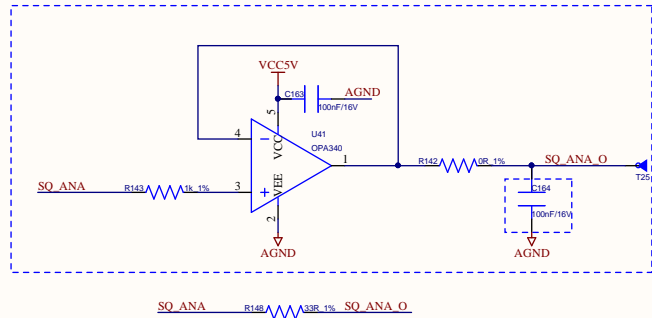 VCC5V
C163
AGND
100nF/16V
5
U41
OPA340
4
VCC
1
R142
0R_1%
SQ_ANA_O
T25
SQ_ANA
R143
1k_1%
3
VEE
C164
100nF/16V
2
AGND
AGND
SQ_ANA
R148
33R_1%
SQ_ANA_O